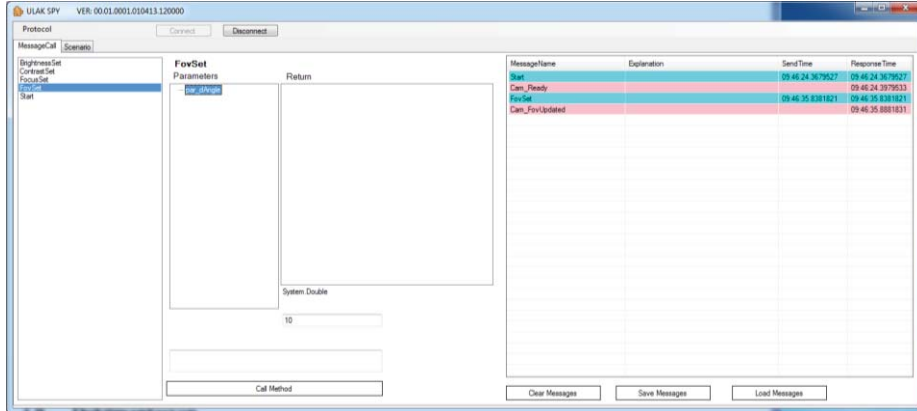 ULAK SPY VER: 00.01.0001.010413.120000
Protocol
Connect
Disconnect
MessageCall
Scenario
BrightnessSet
ContrastSet
FocusSet
FovSet
Start
FovSet
Parameters
Return
par_dAngle
System.Double
10
Call Method
MessageName Explanation SendTime ResponseTime
Start 09:46:24.3679527 09:46:24.3679527
Cam_Ready 09:46:24.3979533
FovSet 09:46:35.8381821 09:46:35.8381821
Cam_FovUpdated 09:46:35.8881831
Clear Messages
Save Messages
Load Messages